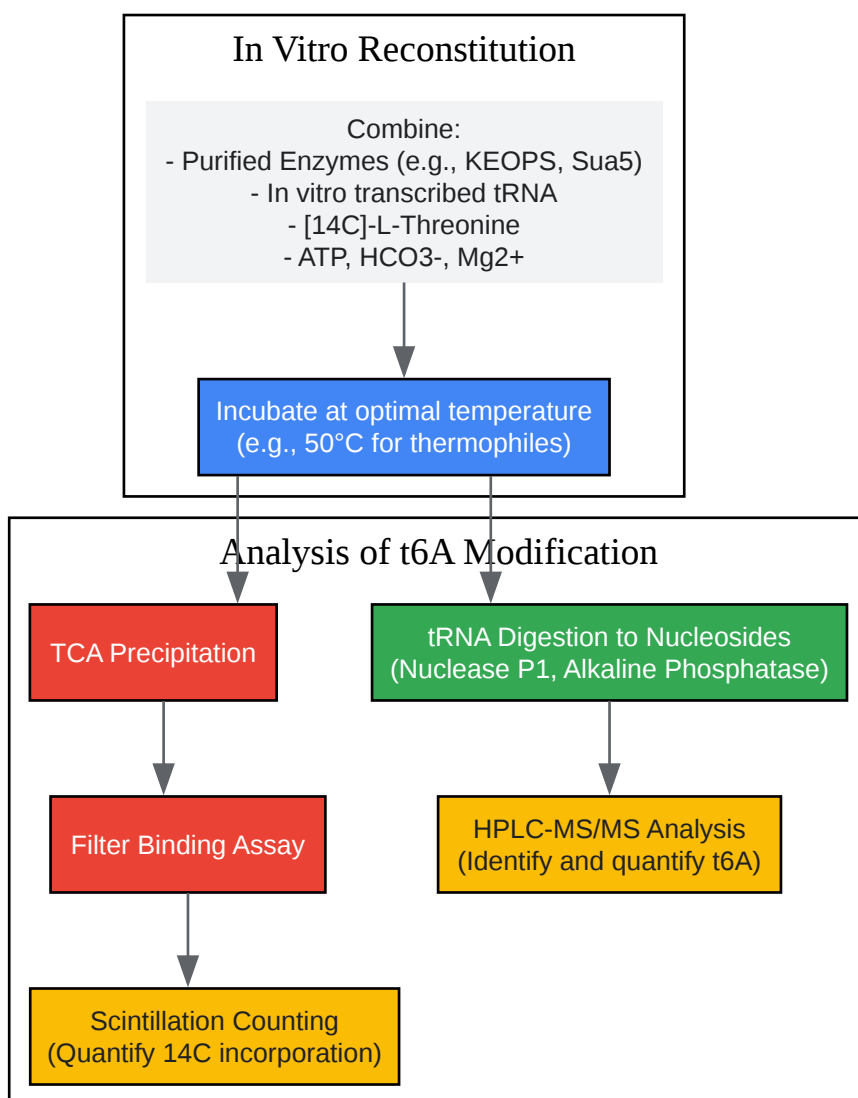 In Vitro Reconstitution
Combine:
- Purified Enzymes (e.g., KEOPS, Sua5)
- In vitro transcribed tRNA
- [14C]-L-Threonine
- ATP, HCO3-, Mg2+
Incubate at optimal temperature
(e.g., 50°C for thermophiles)
Analysis of t6A Modification
TCA Precipitation
tRNA Digestion to Nucleosides
(Nuclease P1, Alkaline Phosphatase)
Filter Binding Assay
HPLC-MS/MS Analysis
(Identify and quantify t6A)
Scintillation Counting
(Quantify 14C incorporation)